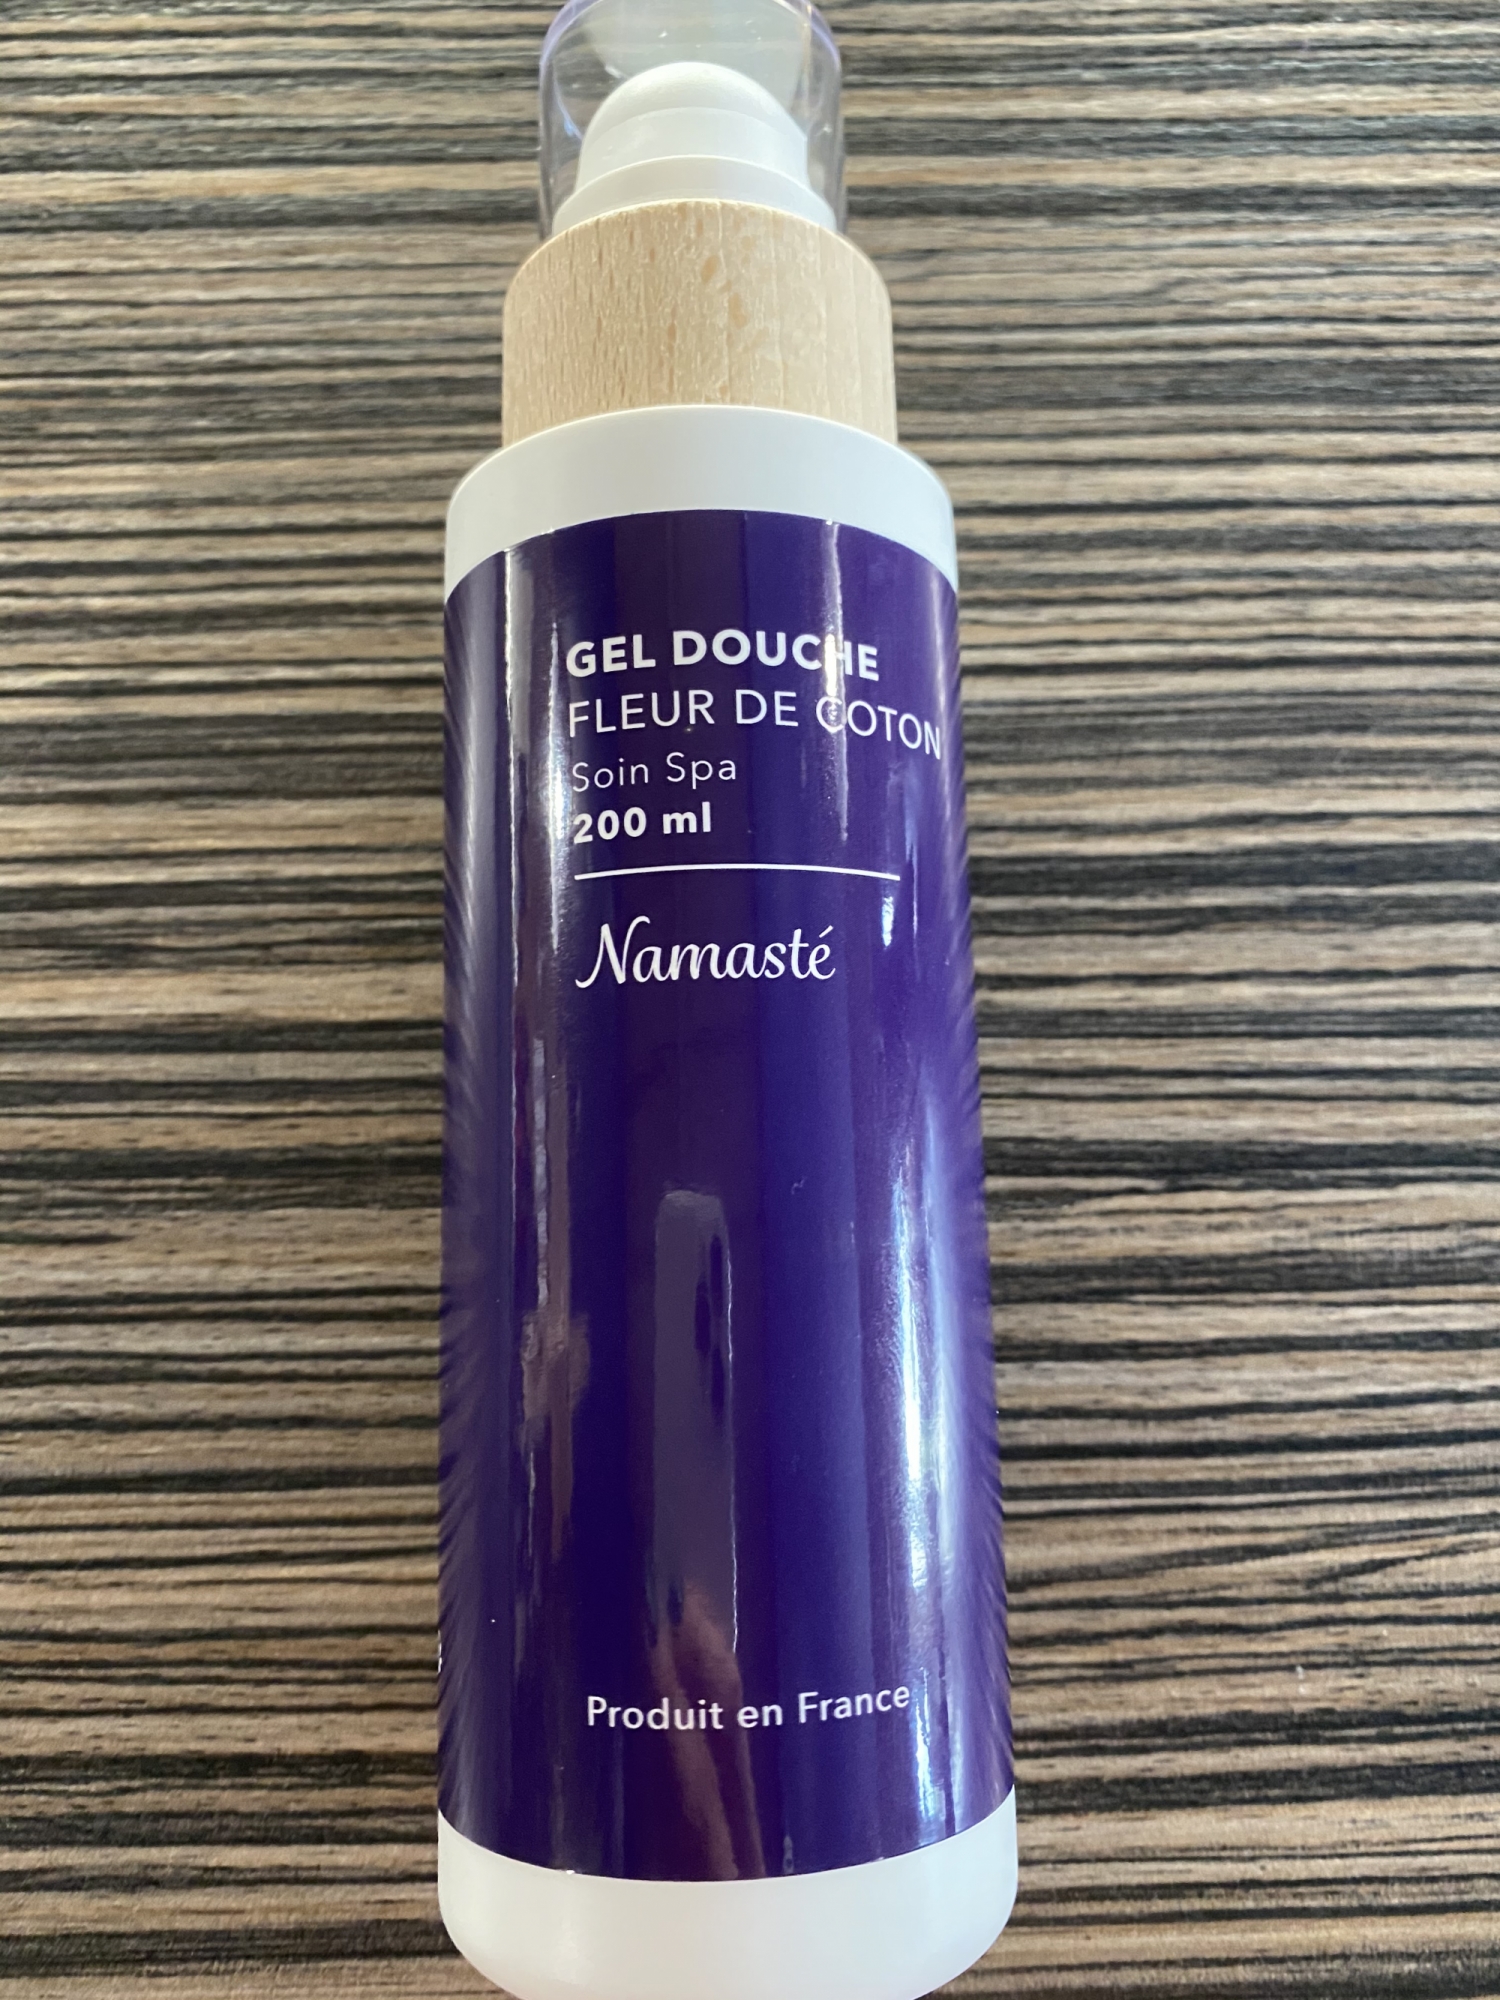 GEL DOUCHE
FLEUR DE COTON
Soin Spa
200 ml
Namasté
Produit en France